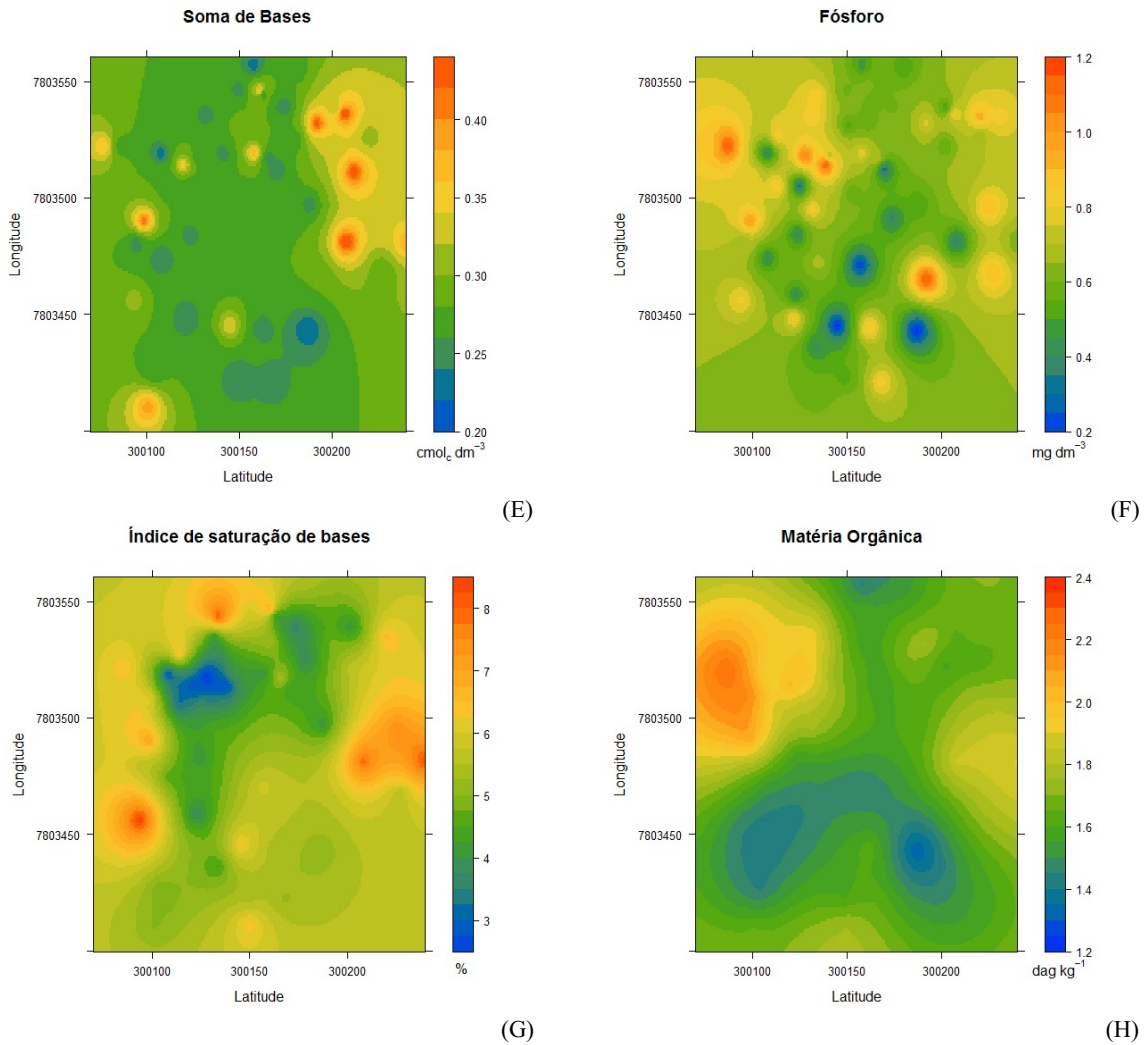 Soma de Bases
7803550
7803500
7803450
Longitude
300100
300150
300200
Latitude
0.40
0.35
0.30
0.25
0.20
cmolc dm⁻³
(E)
Fósforo
7803550
7803500
7803450
Longitude
300100
300150
300200
Latitude
1.2
1.0
0.8
0.6
0.4
0.2
mg dm⁻³
(F)
Índice de saturação de bases
7803550
7803500
7803450
Longitude
300100
300150
300200
Latitude
8
7
6
5
4
3
%
(G)
Matéria Orgânica
7803550
7803500
7803450
Longitude
300100
300150
300200
Latitude
2.4
2.2
2.0
1.8
1.6
1.4
1.2
dag kg⁻¹
(H)